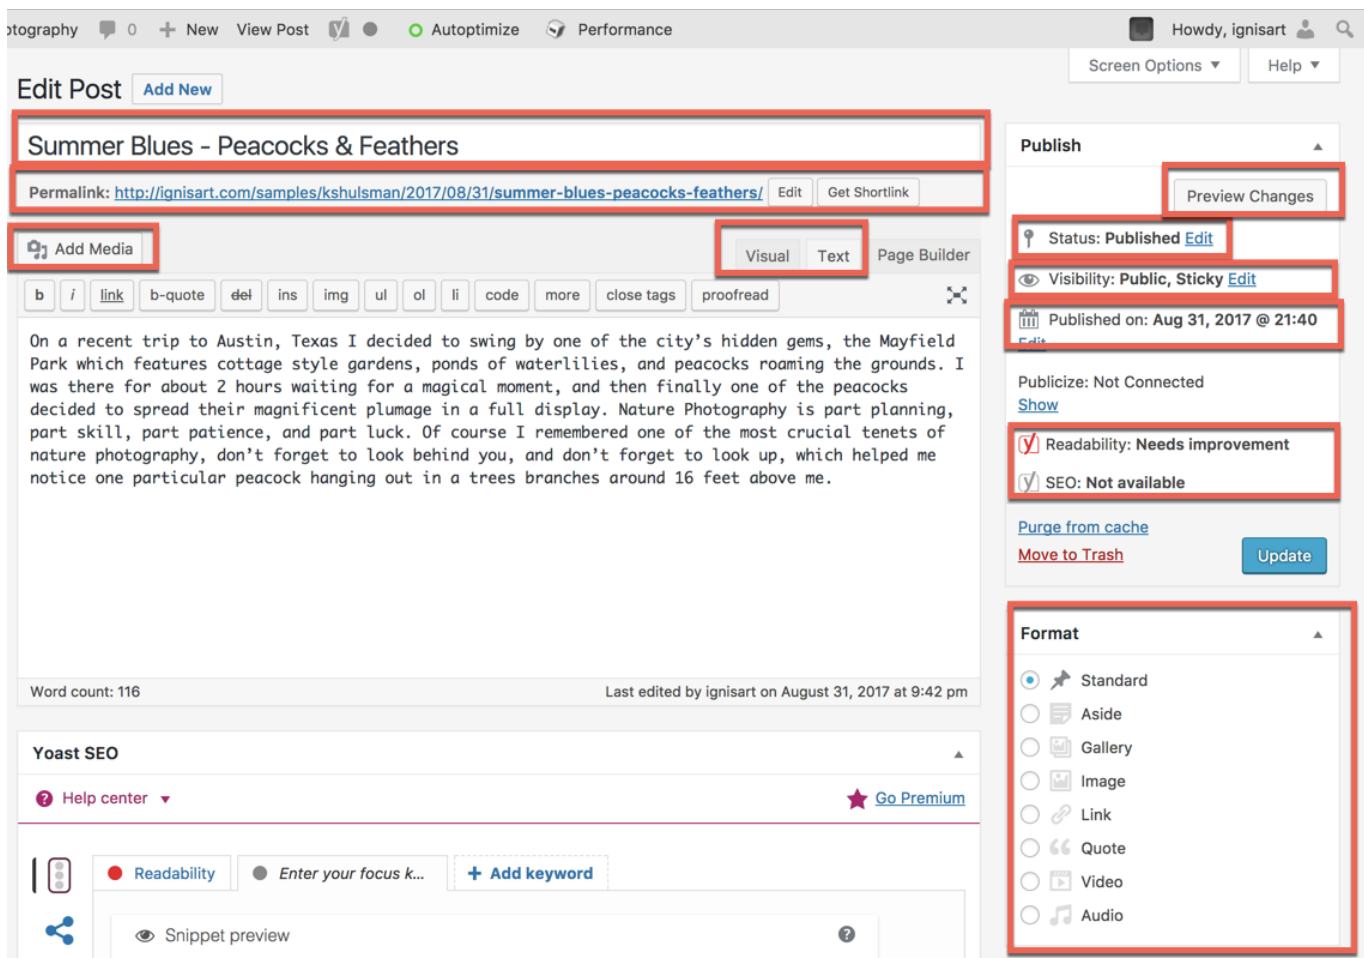 otography 0 New View Post Autoptimize Performance Howdy, ignisart
Screen Options Help
Edit Post Add New
Summer Blues - Peacocks & Feathers
Permalink: http://ignisart.com/samples/kshulsman/2017/08/31/summer-blues-peacocks-feathers/ Edit Get Shortlink
Add Media
Visual Text Page Builder
b i link b-quote del ins img ul ol li code more close tags proofread
On a recent trip to Austin, Texas I decided to swing by one of the city’s hidden gems, the Mayfield
Park which features cottage style gardens, ponds of waterlilies, and peacocks roaming the grounds. I
was there for about 2 hours waiting for a magical moment, and then finally one of the peacocks
decided to spread their magnificent plumage in a full display. Nature Photography is part planning,
part skill, part patience, and part luck. Of course I remembered one of the most crucial tenets of
nature photography, don’t forget to look behind you, and don’t forget to look up, which helped me
notice one particular peacock hanging out in a trees branches around 16 feet above me.
Word count: 116 Last edited by ignisart on August 31, 2017 at 9:42 pm
Yoast SEO
Help center Go Premium
Readability Enter your focus k... + Add keyword
Snippet preview
Publish
Preview Changes
Status: Published Edit
Visibility: Public, Sticky Edit
Published on: Aug 31, 2017 @ 21:40
Edit
Publicize: Not Connected
Show
Readability: Needs improvement
SEO: Not available
Purge from cache
Move to Trash Update
Format
Standard
Aside
Gallery
Image
Link
Quote
Video
Audio